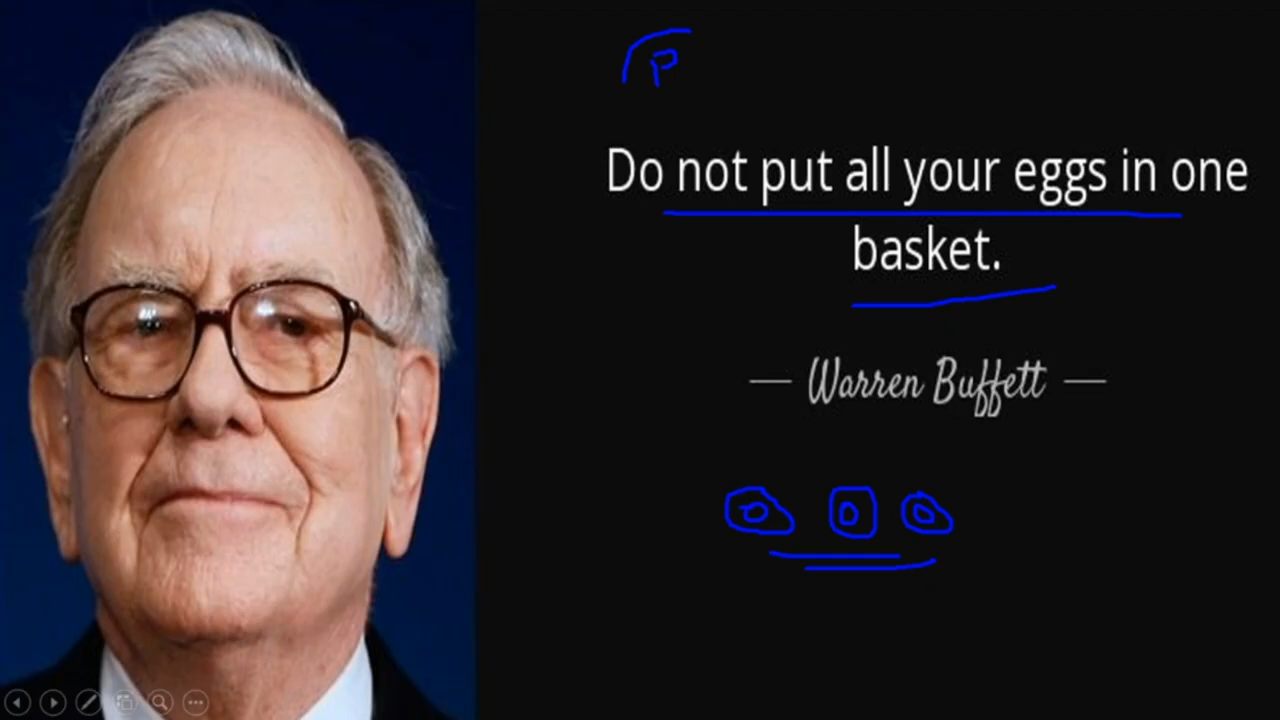 P
Do not put all your eggs in one
basket.
— Warren Buffett —